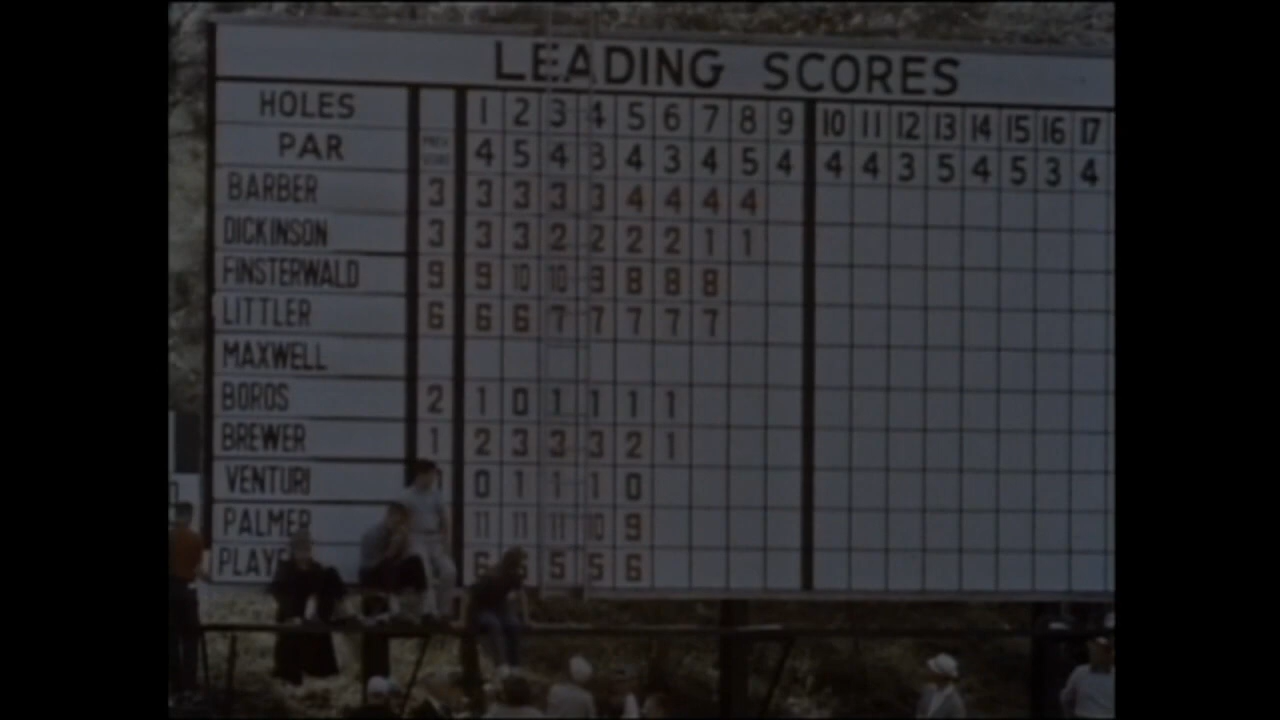 LEADING SCORES
HOLES 1 2 3 4 5 6 7 8 9 10 11 12 13 14 15 16 17
PAR 4 5 4 3 4 3 4 5 4 4 4 3 5 4 5 3 4
BARBER 3 3 3 3 3 4 4 4 4
DICKINSON 3 3 3 2 2 2 2 1 1
FINSTERWALD 9 9 10 10 9 8 8 8
LITTLER 6 6 6 7 7 7 7 7
MAXWELL
BOROS 2 1 0 1 1 1 1
BREWER 1 2 3 3 3 2 1
VENTURI 0 1 1 1 0
PALMER 11 11 11 10 9
PLAYE 6 5 5 6